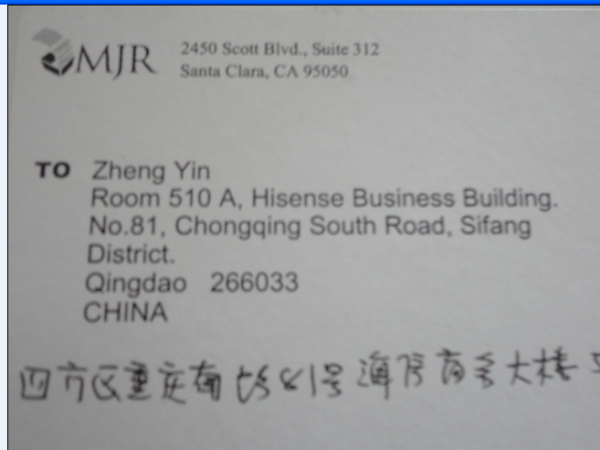 MJR
2450 Scott Blvd., Suite 312
Santa Clara, CA 95050
TO Zheng Yin
Room 510 A, Hisense Business Building.
No.81, Chongqing South Road, Sifang
District.
Qingdao 266033
CHINA
四方区重庆南路81号海信商务大楼